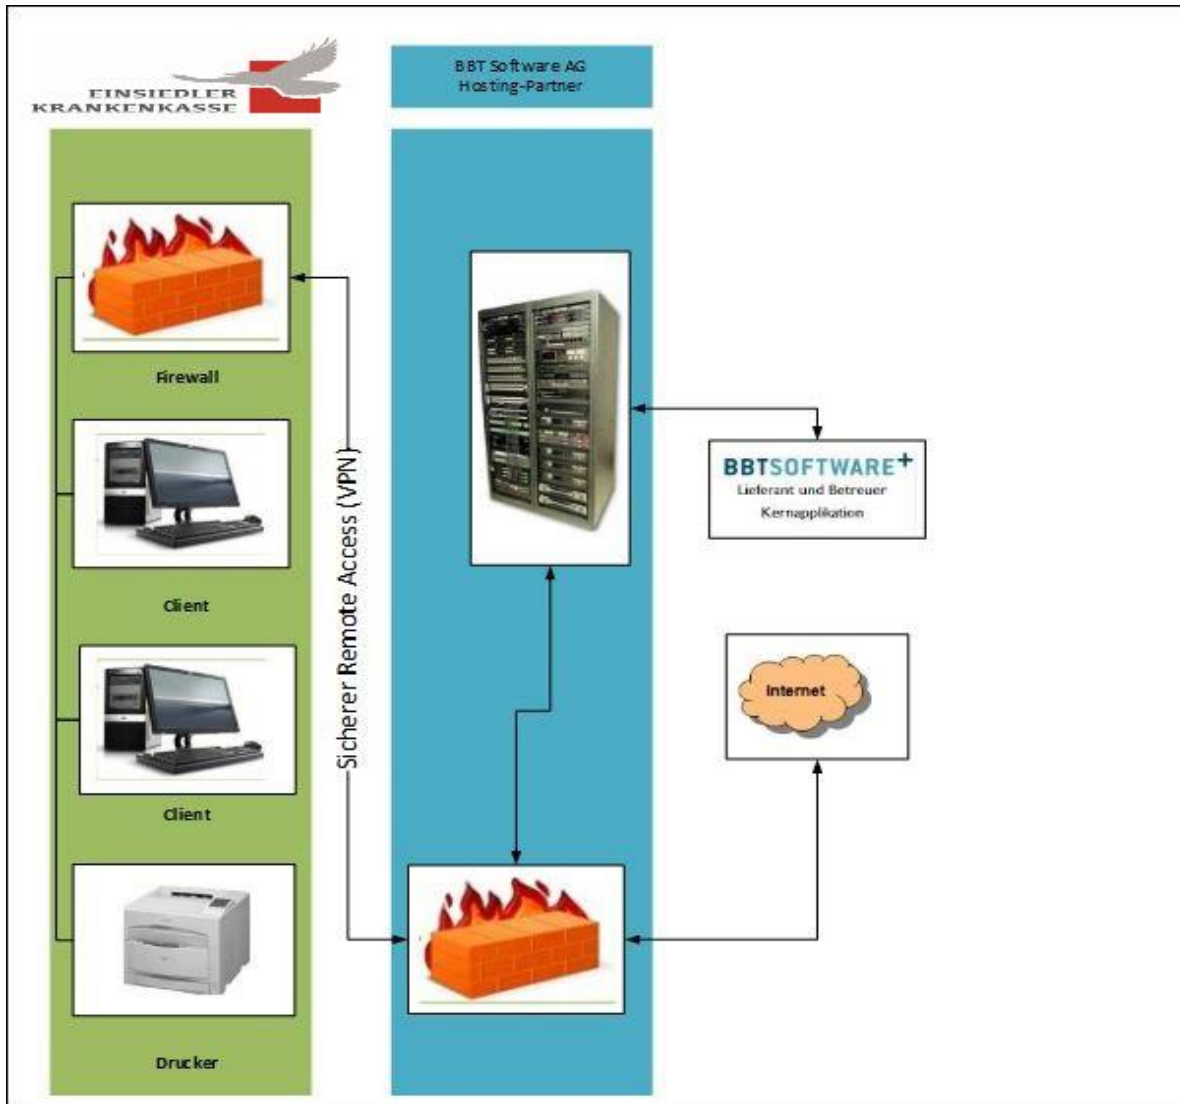 EINSIEDLER
KRANKENKASSE
BBT Software AG
Hosting-Partner
Firewall
Client
Client
Drucker
Sicherer Remote Access (VPN)
BBTSOFTWARE+
Lieferant und Betreuer
Kernapplikation
Internet